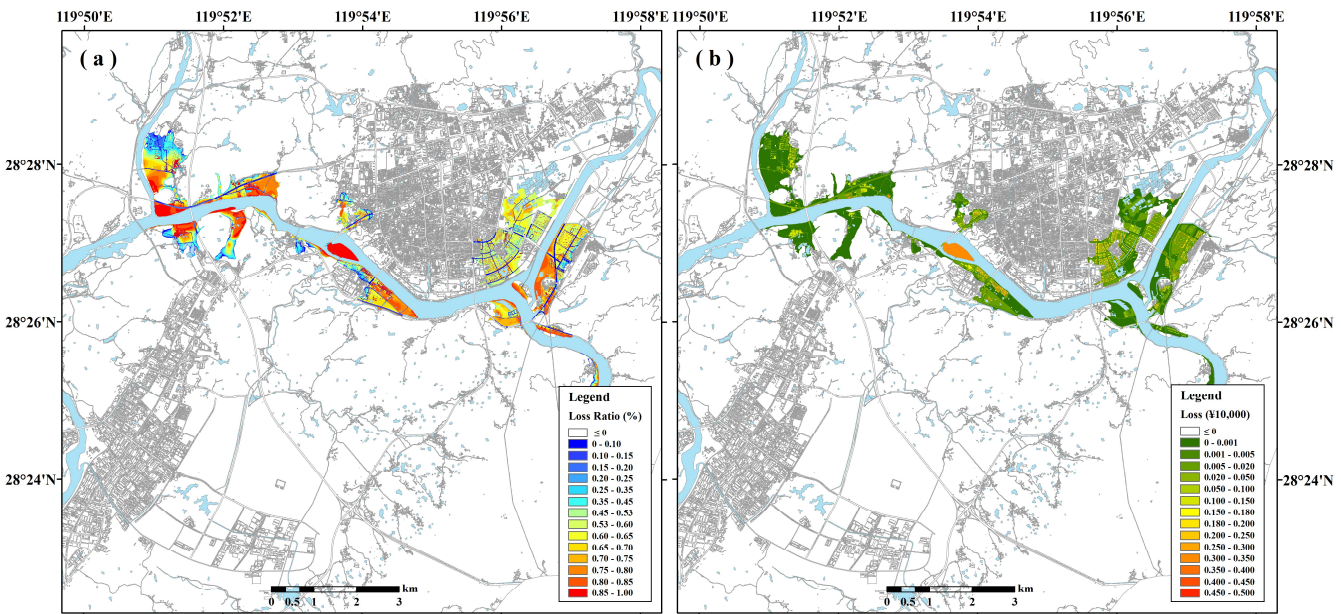 119°50′E 119°52′E 119°54′E 119°56′E 119°58′E 119°50′E 119°52′E 119°54′E 119°56′E 119°58′E
( a )
( b )
28°28′N
28°28′N
28°26′N
28°26′N
28°24′N
28°24′N
Legend
Loss Ratio (%)
≤ 0
0 - 0.10
0.10 - 0.15
0.15 - 0.20
0.20 - 0.25
0.25 - 0.35
0.35 - 0.45
0.45 - 0.53
0.53 - 0.60
0.60 - 0.65
0.65 - 0.70
0.70 - 0.75
0.75 - 0.80
0.80 - 0.85
0.85 - 1.00
km
0 0.5 1 2 3
Legend
Loss (¥10,000)
≤ 0
0 - 0.001
0.001 - 0.005
0.005 - 0.020
0.020 - 0.050
0.050 - 0.100
0.100 - 0.150
0.150 - 0.180
0.180 - 0.200
0.200 - 0.250
0.250 - 0.300
0.300 - 0.350
0.350 - 0.400
0.400 - 0.450
0.450 - 0.500
km
0 0.5 1 2 3